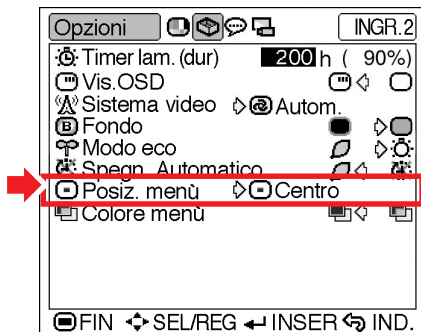 Opzioni INGR.2
Timer lam. (dur) 200 h ( 90%)
Vis.OSD
Sistema video Autom.
B Fondo
Modo eco
Spegn. Automatico
Posiz. menù Centro
Colore menù
FIN SEL/REG INSER IND.